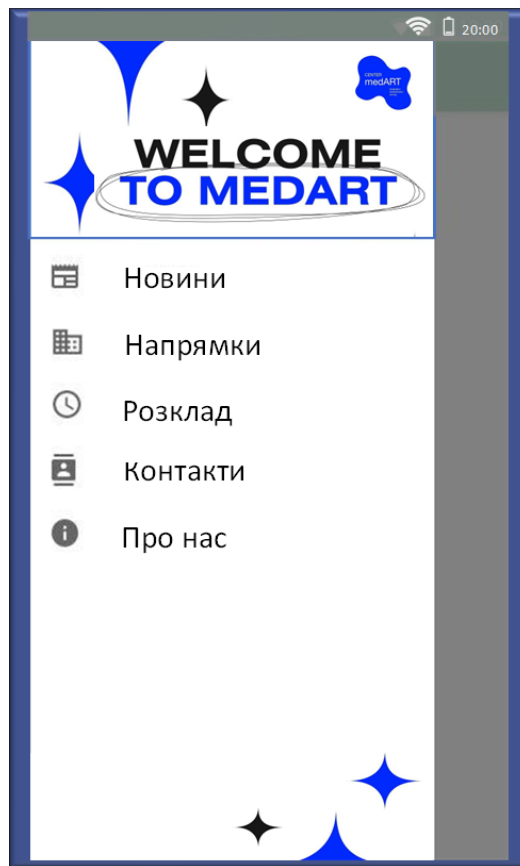 20:00
CENTER
medART
WELCOME
TO MEDART
Новини
Напрямки
Розклад
Контакти
Про нас